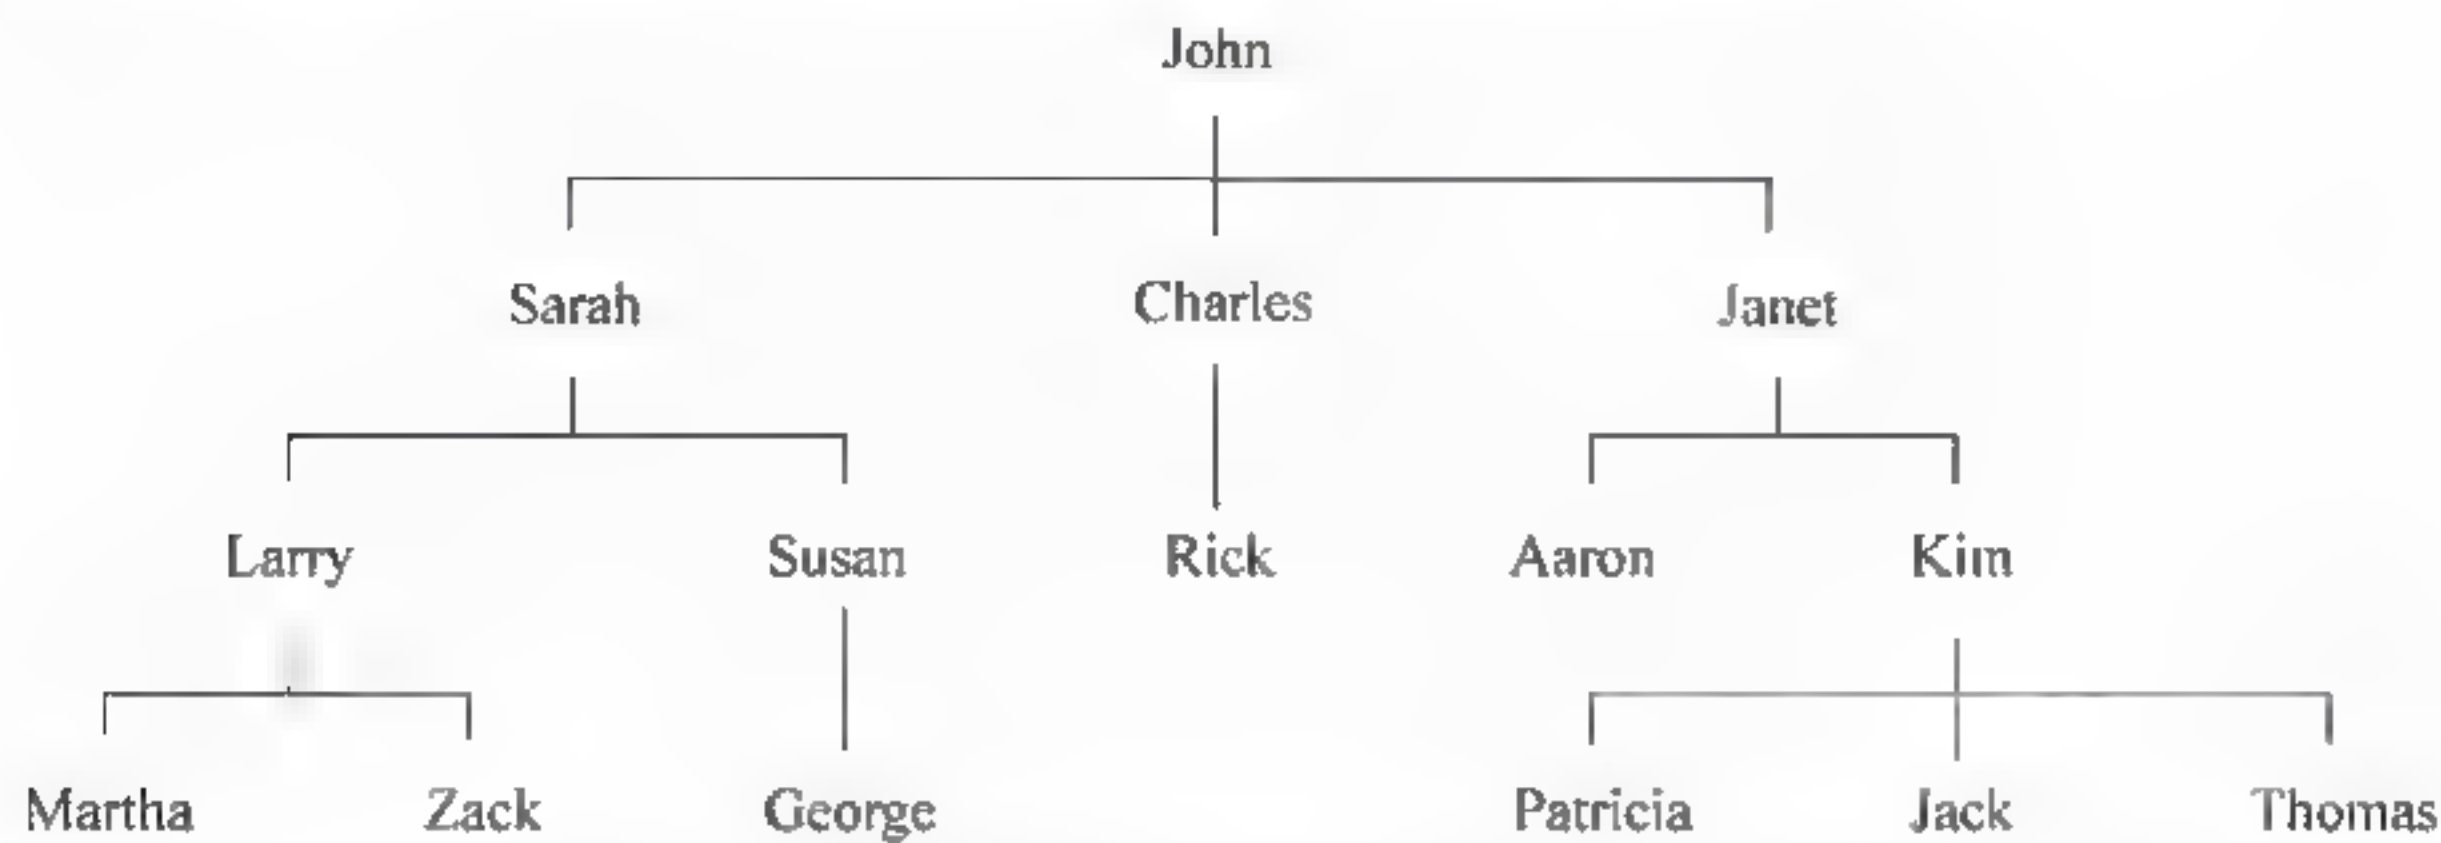 John
Sarah Charles Janet
Larry Susan Rick Aaron Kim
Martha Zack George Patricia Jack Thomas